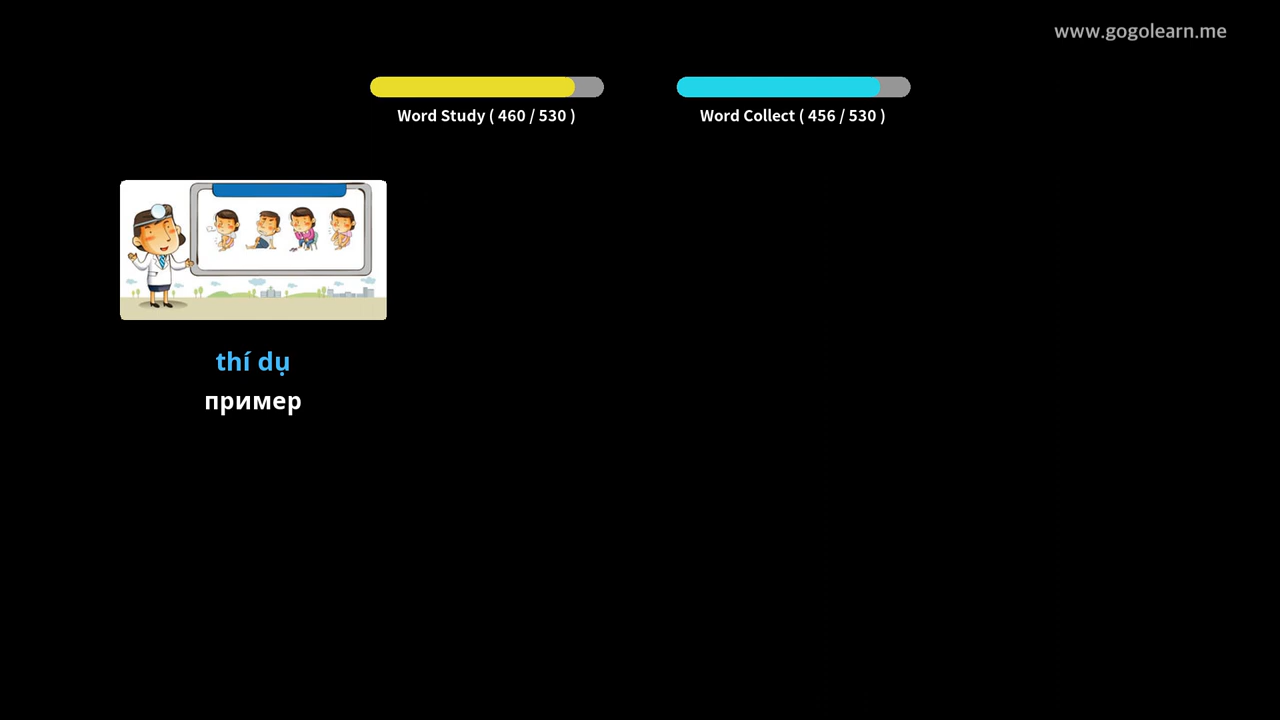 www.gogolearn.me
Word Study ( 460 / 530 )
Word Collect ( 456 / 530 )
thí dụ
пример